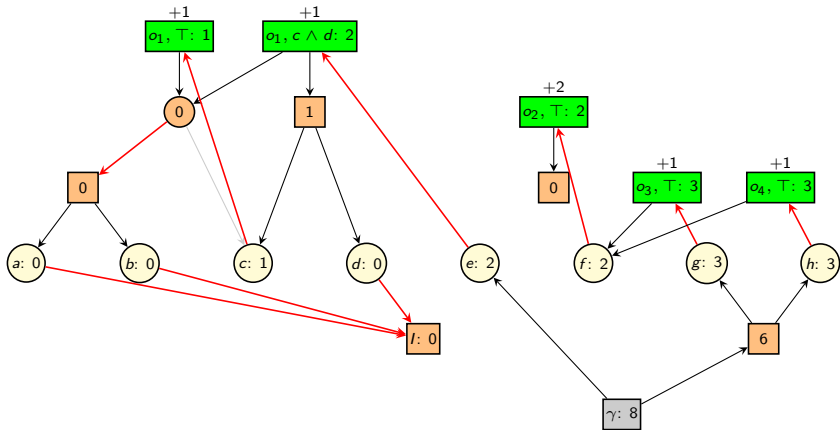 +1 +1
o₁, ⊤: 1 o₁, c ∧ d: 2
+2
0 1 o₂, ⊤: 2
+1 +1
0 0 o₃, ⊤: 3 o₄, ⊤: 3
a: 0 b: 0 c: 1 d: 0 e: 2 f: 2 g: 3 h: 3
I: 0 6
γ: 8